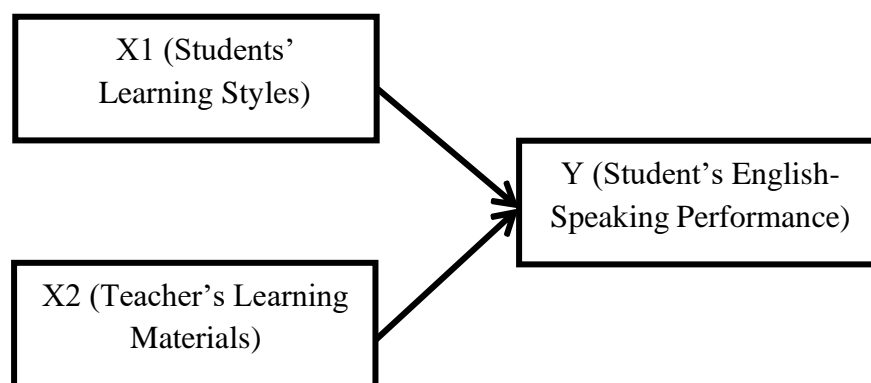 X1 (Students’
Learning Styles)
Y (Student’s English-
Speaking Performance)
X2 (Teacher’s Learning
Materials)